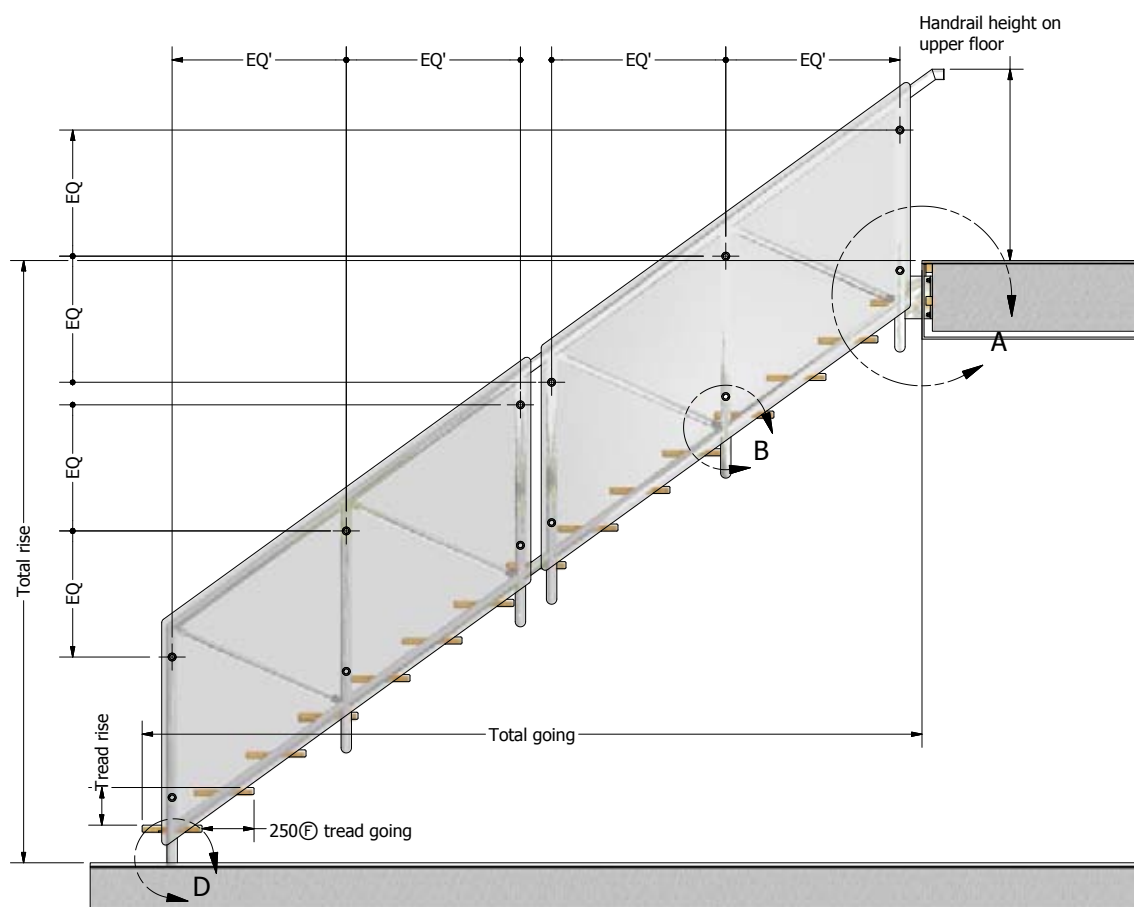 Handrail height on
upper floor
EQ'
EQ'
EQ'
EQ'
EQ
EQ
EQ
EQ
Total rise
A
B
Total going
Tread rise
250Ⓕ tread going
D